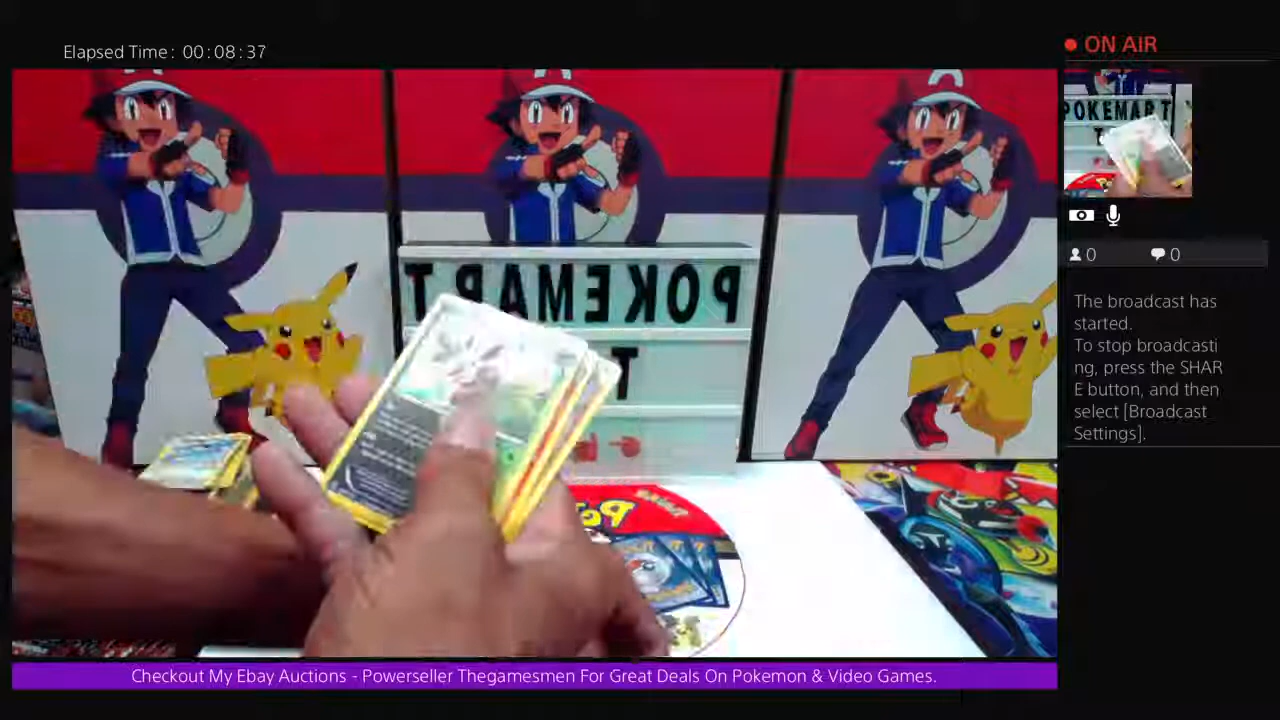 Elapsed Time: 00:08:37
ON AIR
POKEMART
T
POKEMART
T
0
0
The broadcast has
started.
To stop broadcasti
ng, press the SHAR
E button, and then
select [Broadcast
Settings].
Checkout My Ebay Auctions - Powerseller Thegamesmen For Great Deals On Pokemon & Video Games.